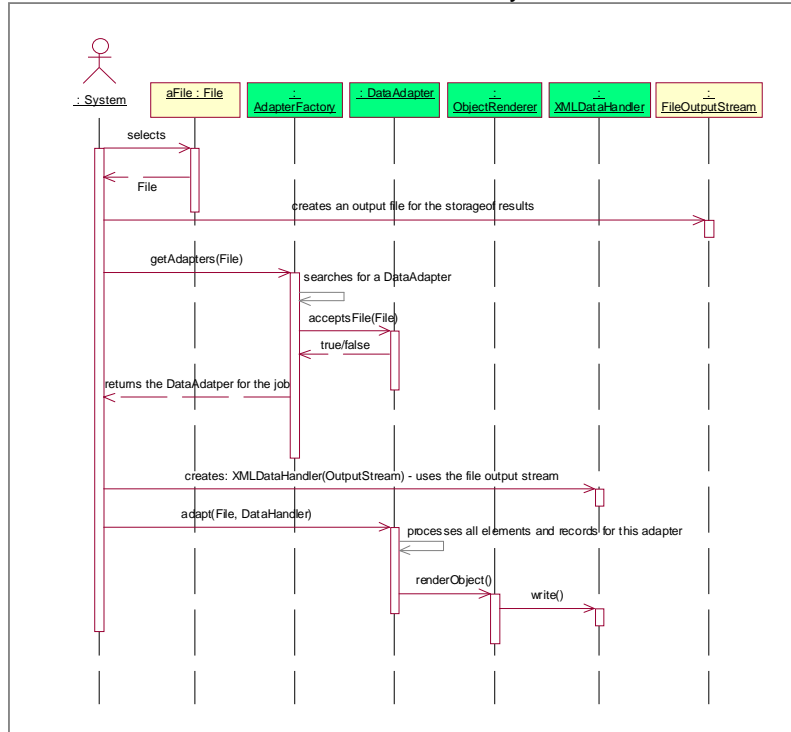 : System
aFile : File
:
AdapterFactory
: DataAdapter
:
ObjectRenderer
:
XMLDataHandler
:
FileOutputStream
selects
File
creates an output file for the storageof results
getAdapters(File)
searches for a DataAdapter
acceptsFile(File)
true/false
returns the DataAdatper for the job
creates: XMLDataHandler(OutputStream) - uses the file output stream
adapt(File, DataHandler)
processes all elements and records for this adapter
renderObject()
write()